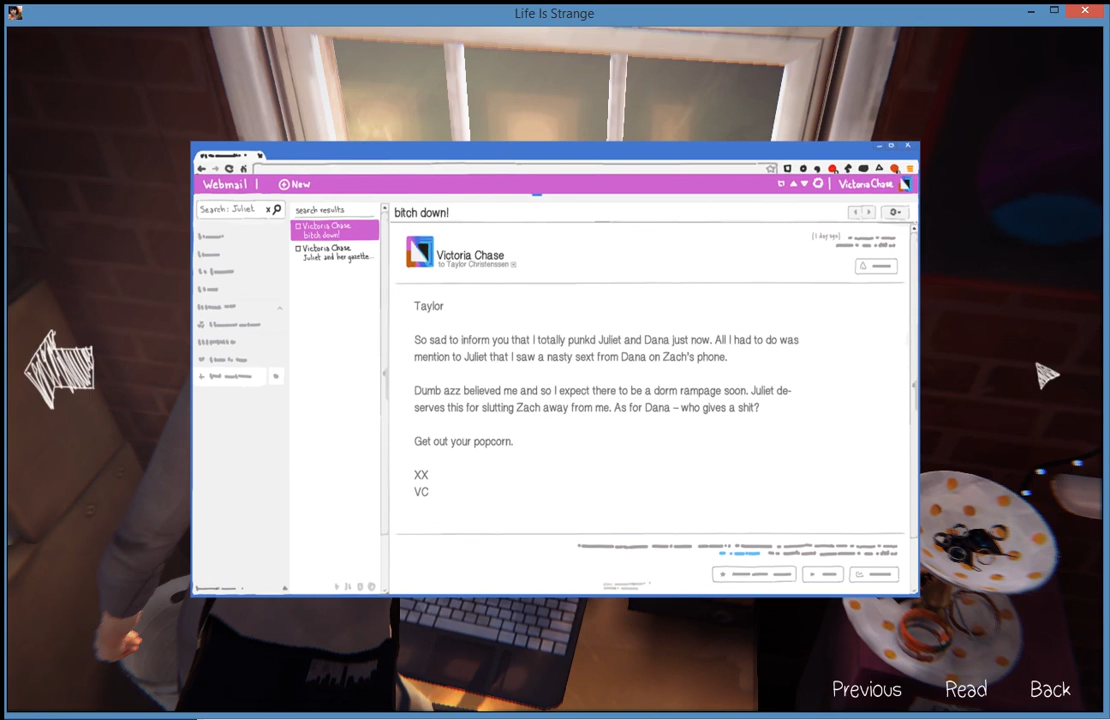 Life Is Strange
Webmail
New
Victoria Chase
Search: Juliet x
search results
bitch down!
Victoria Chase
bitch down!
Victoria Chase
Juliet and her gazette...
[1 day ago]
Victoria Chase
to Taylor Christenssen
Taylor
So sad to inform you that I totally punkd Juliet and Dana just now. All I had to do was
mention to Juliet that I saw a nasty sext from Dana on Zach's phone.
Dumb azz believed me and so I expect there to be a dorm rampage soon. Juliet de-
serves this for slutting Zach away from me. As for Dana – who gives a shit?
Get out your popcorn.
XX
VC
Previous
Read
Back